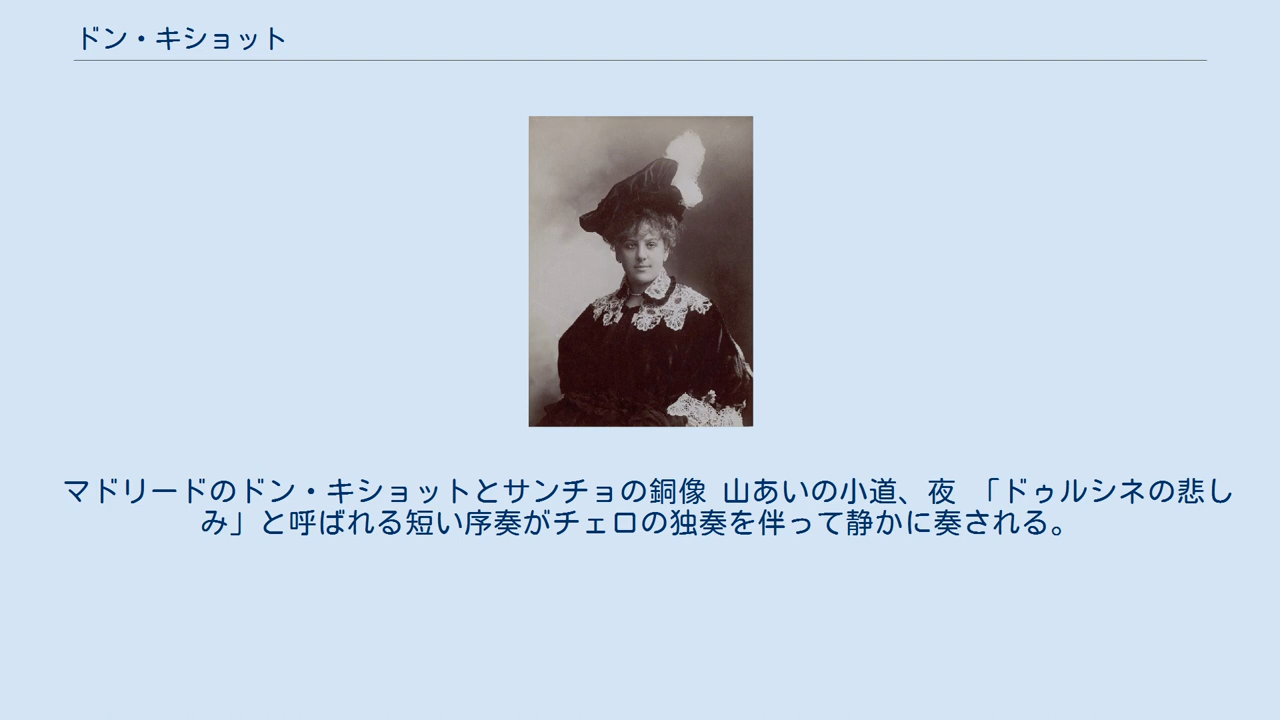 ドン・キショット
マドリードのドン・キショットとサンチョの銅像 山あいの小道、夜 「ドゥルシネの悲し
み」と呼ばれる短い序奏がチェロの独奏を伴って静かに奏される。